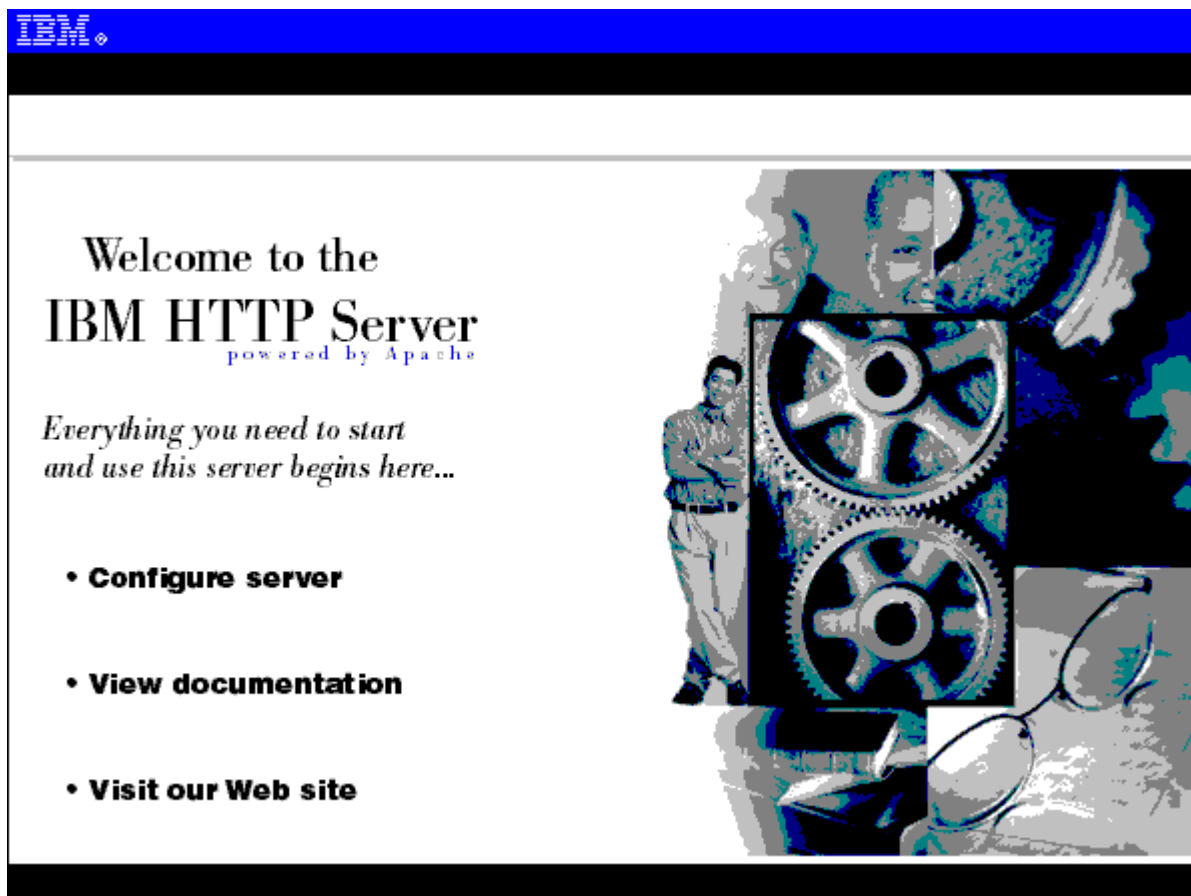 IBM®
Welcome to the
IBM HTTP Server
powered by Apache
Everything you need to start
and use this server begins here...
• Configure server
• View documentation
• Visit our Web site